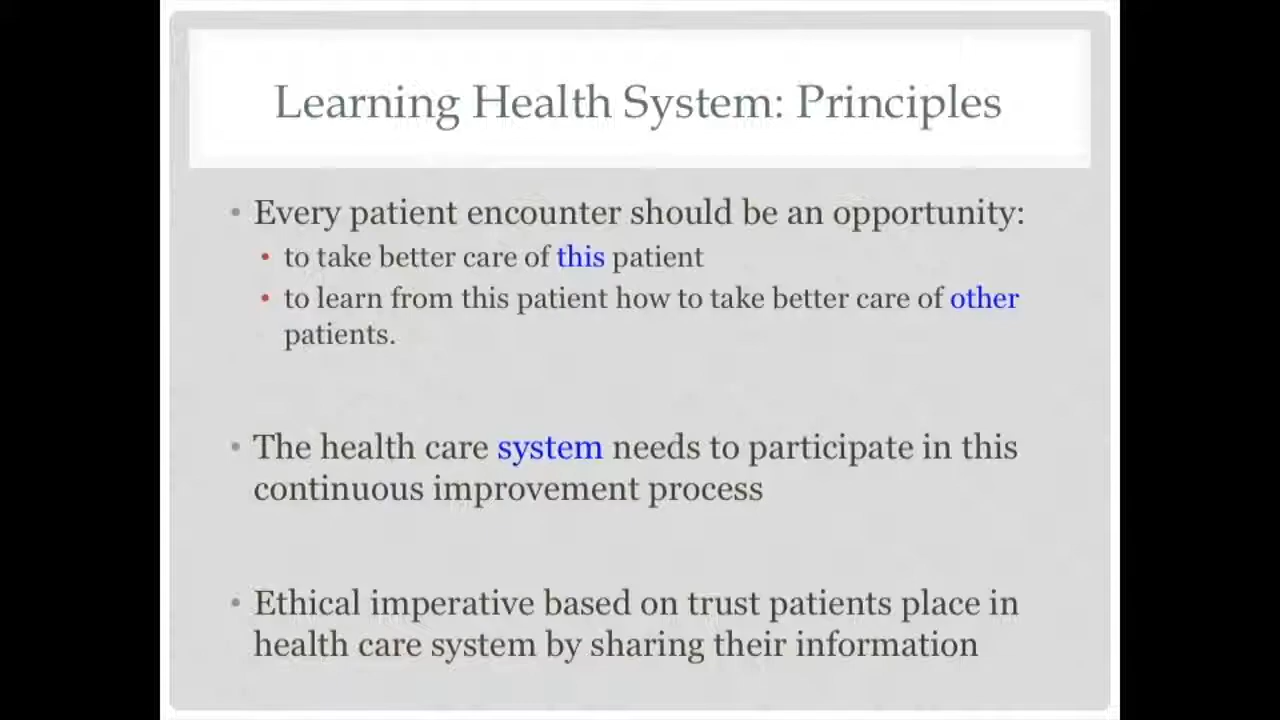 Learning Health System: Principles
• Every patient encounter should be an opportunity:
• to take better care of this patient
• to learn from this patient how to take better care of other
patients.
• The health care system needs to participate in this
continuous improvement process
• Ethical imperative based on trust patients place in
health care system by sharing their information